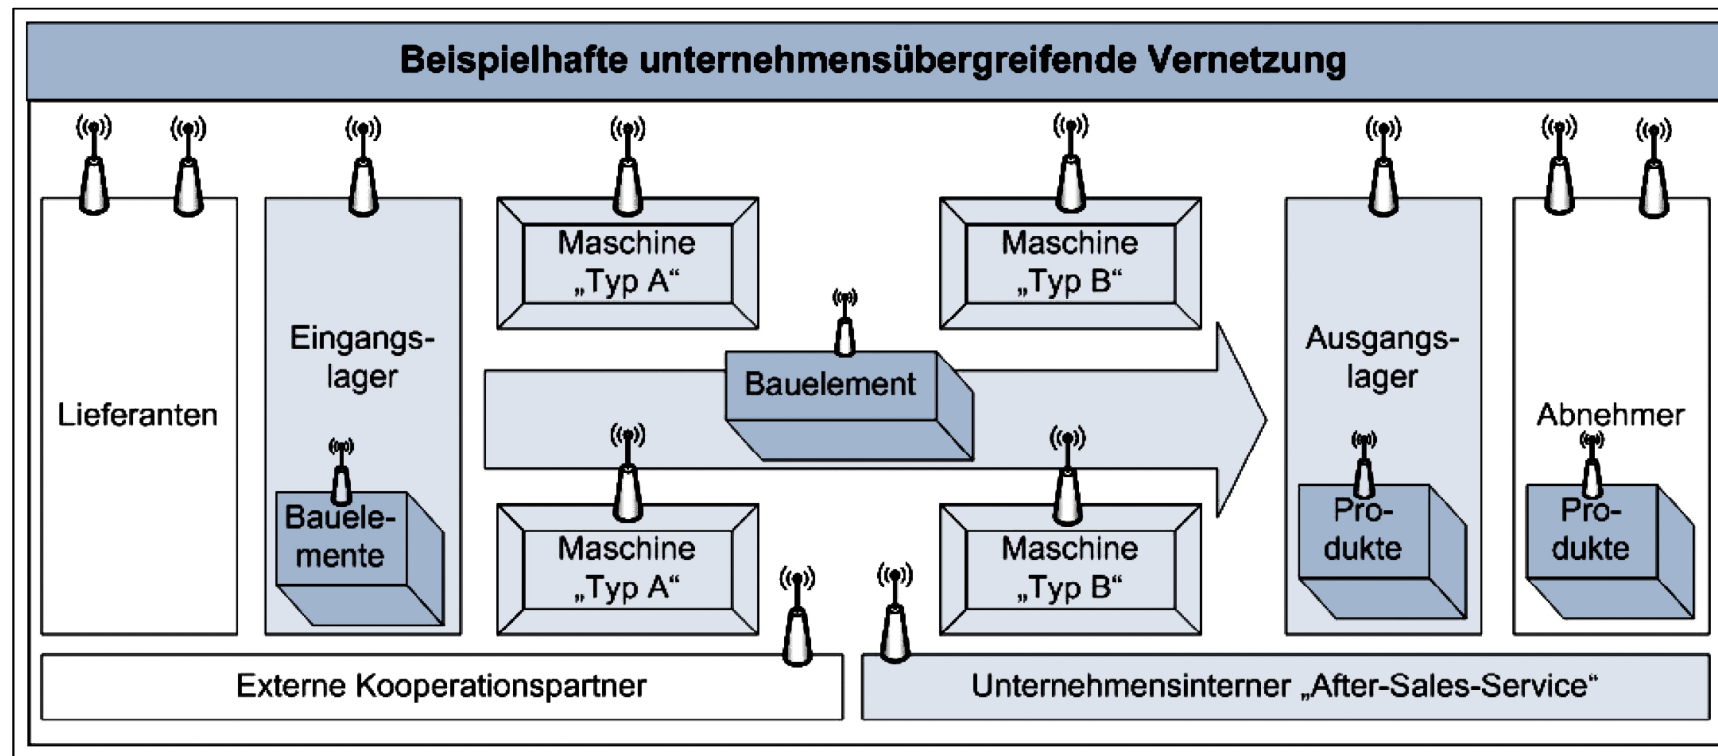 Beispielhafte unternehmensübergreifende Vernetzung
Lieferanten
Eingangs-
lager
Bauele-
mente
Maschine
„Typ A“
Maschine
„Typ B“
Bauelement
Maschine
„Typ A“
Maschine
„Typ B“
Ausgangs-
lager
Pro-
dukte
Abnehmer
Pro-
dukte
Externe Kooperationspartner
Unternehmensinterner „After-Sales-Service“